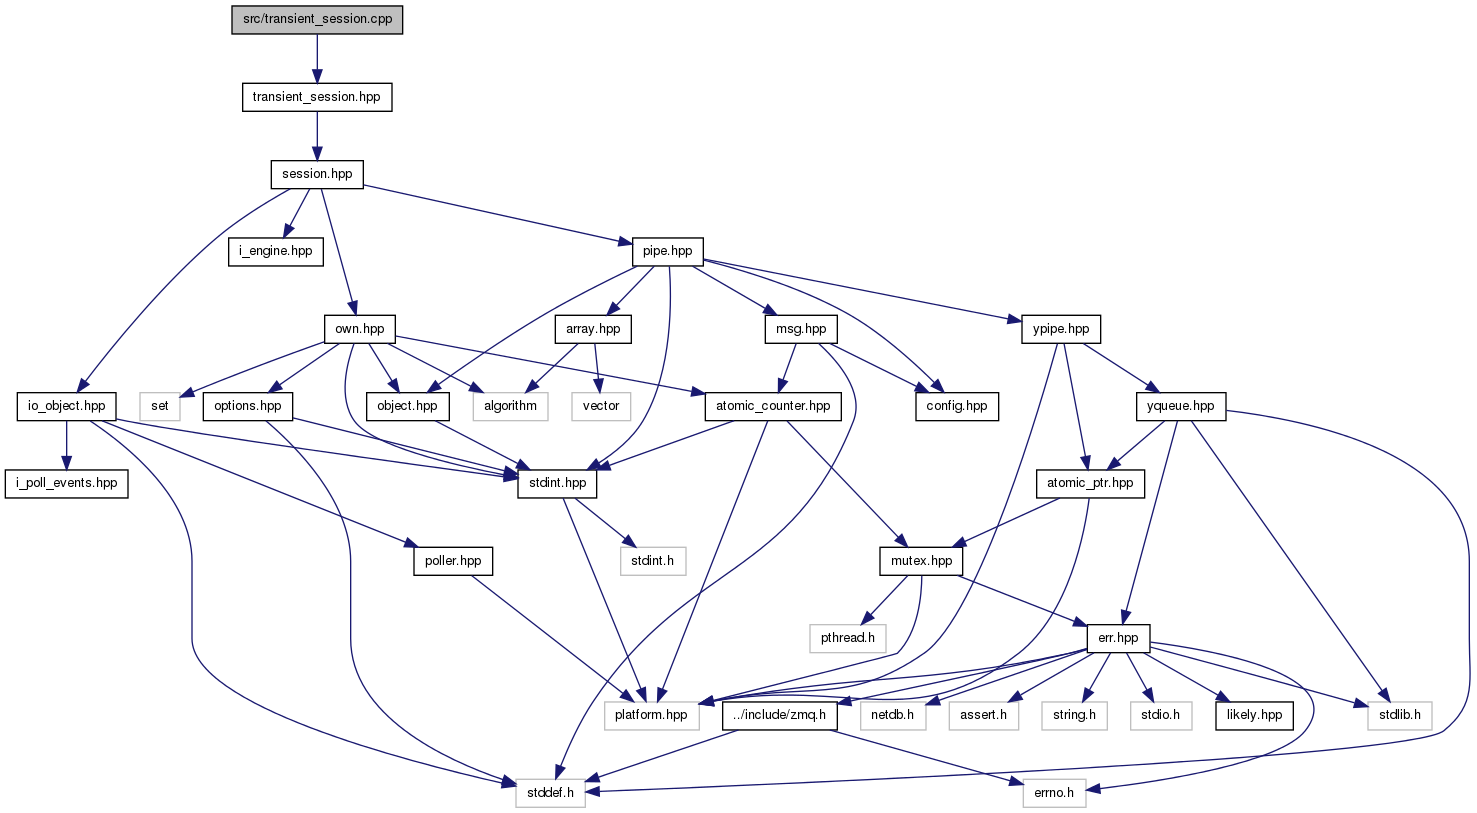 src/transient_session.cpp
transient_session.hpp
session.hpp
i_engine.hpp
pipe.hpp
own.hpp
array.hpp
msg.hpp
ypipe.hpp
io_object.hpp
set
options.hpp
object.hpp
algorithm
vector
atomic_counter.hpp
config.hpp
yqueue.hpp
i_poll_events.hpp
stdint.hpp
atomic_ptr.hpp
poller.hpp
stdint.h
mutex.hpp
pthread.h
err.hpp
platform.hpp
../include/zmq.h
netdb.h
assert.h
string.h
stdio.h
likely.hpp
stdlib.h
stddef.h
errno.h